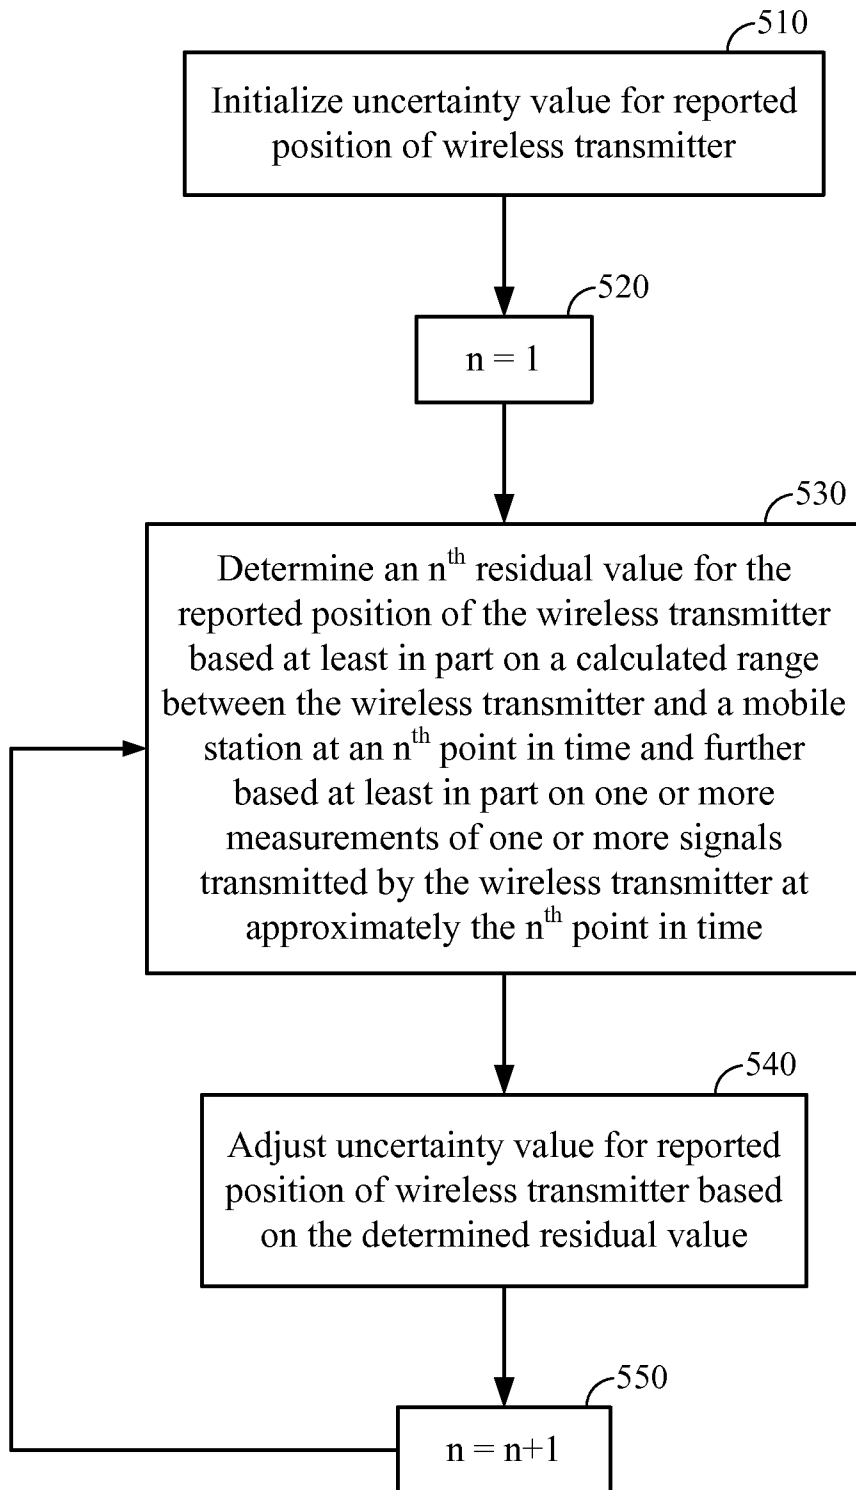 510
Initialize uncertainty value for reported
position of wireless transmitter
520
n = 1
530
Determine an nth residual value for the
reported position of the wireless transmitter
based at least in part on a calculated range
between the wireless transmitter and a mobile
station at an nth point in time and further
based at least in part on one or more
measurements of one or more signals
transmitted by the wireless transmitter at
approximately the nth point in time
540
Adjust uncertainty value for reported
position of wireless transmitter based
on the determined residual value
550
n = n+1